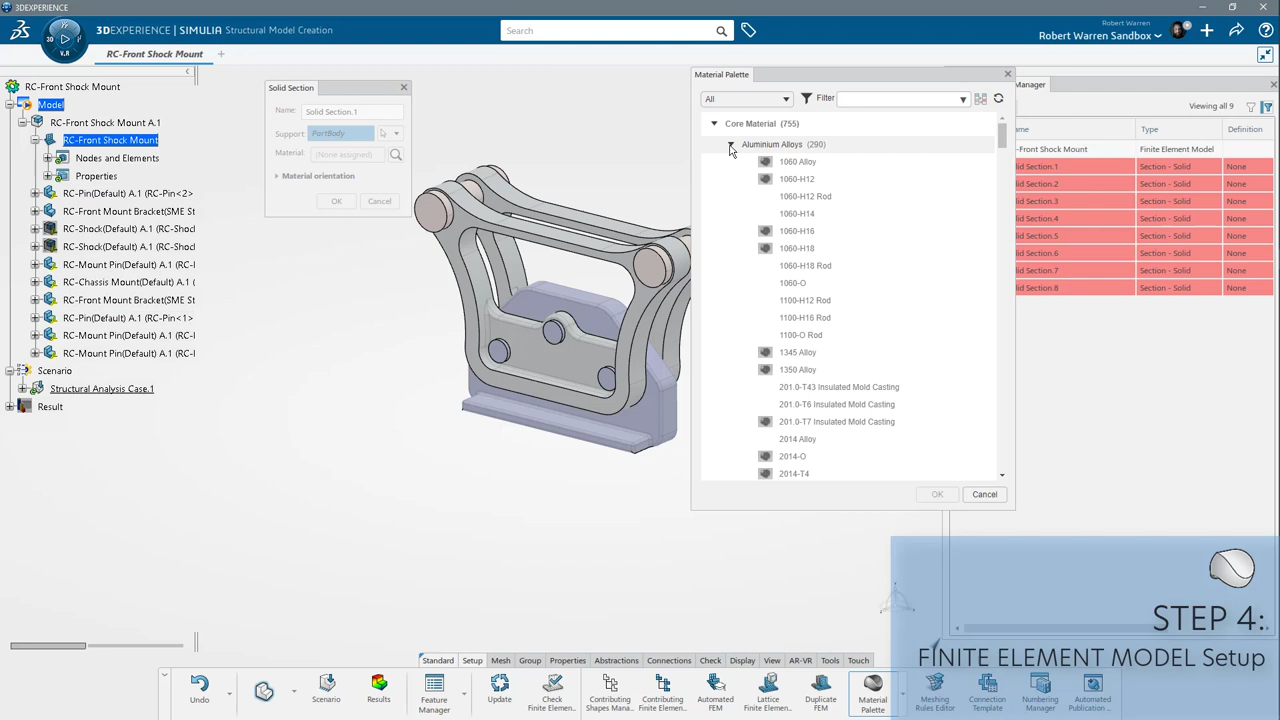 3DEXPERIENCE
3DEXPERIENCE | SIMULIA Structural Model Creation
Search
Robert Warren
Robert Warren Sandbox
3D
V.R
RC-Front Shock Mount
RC-Front Shock Mount
Model
RC-Front Shock Mount A.1
RC-Front Shock Mount
Nodes and Elements
Properties
RC-Pin(Default) A.1 (RC-Pin<2>
RC-Front Mount Bracket(SME St
RC-Shock(Default) A.1 (RC-
RC-Shock(Default) A.1 (RC-
RC-Mount Pin(Default) A.1 (RC-I
RC-Chassis Mount(Default) A.1
RC-Front Mount Bracket(SME St
RC-Pin(Default) A.1 (RC-Pin<1>
RC-Mount Pin(Default) A.1 (RC-I
RC-Mount Pin(Default) A.1 (RC-I
Scenario
Structural Analysis Case.1
Result
Solid Section
Name: Solid Section.1
Support: PartBody
Material: (None assigned)
Material orientation
OK Cancel
Material Palette
All Filter
Core Material (755)
Aluminium Alloys (290)
1060 Alloy
1060-H12
1060-H12 Rod
1060-H14
1060-H16
1060-H18
1060-H18 Rod
1060-O
1100-H12 Rod
1100-H16 Rod
1100-O Rod
1345 Alloy
1350 Alloy
201.0-T43 Insulated Mold Casting
201.0-T6 Insulated Mold Casting
201.0-T7 Insulated Mold Casting
2014 Alloy
2014-O
2014-T4
OK Cancel
Manager
Viewing all 9
ame Type Definition
-Front Shock Mount Finite Element Model
lid Section.1 Section - Solid None
lid Section.2 Section - Solid None
lid Section.3 Section - Solid None
lid Section.4 Section - Solid None
lid Section.5 Section - Solid None
lid Section.6 Section - Solid None
lid Section.7 Section - Solid None
lid Section.8 Section - Solid None
STEP 4:
FINITE ELEMENT MODEL Setup
Standard Setup Mesh Group Properties Abstractions Connections Check Display View AR-VR Tools Touch
Undo Scenario Results Feature Update Check Contributing Contributing Automated Lattice Duplicate Material Meshing Connection Numbering Automated
Manager Finite Elemen... Shapes Mana... Finite Elemen... FEM Finite Elemen... FEM Palette Rules Editor Template Manager Publication ...